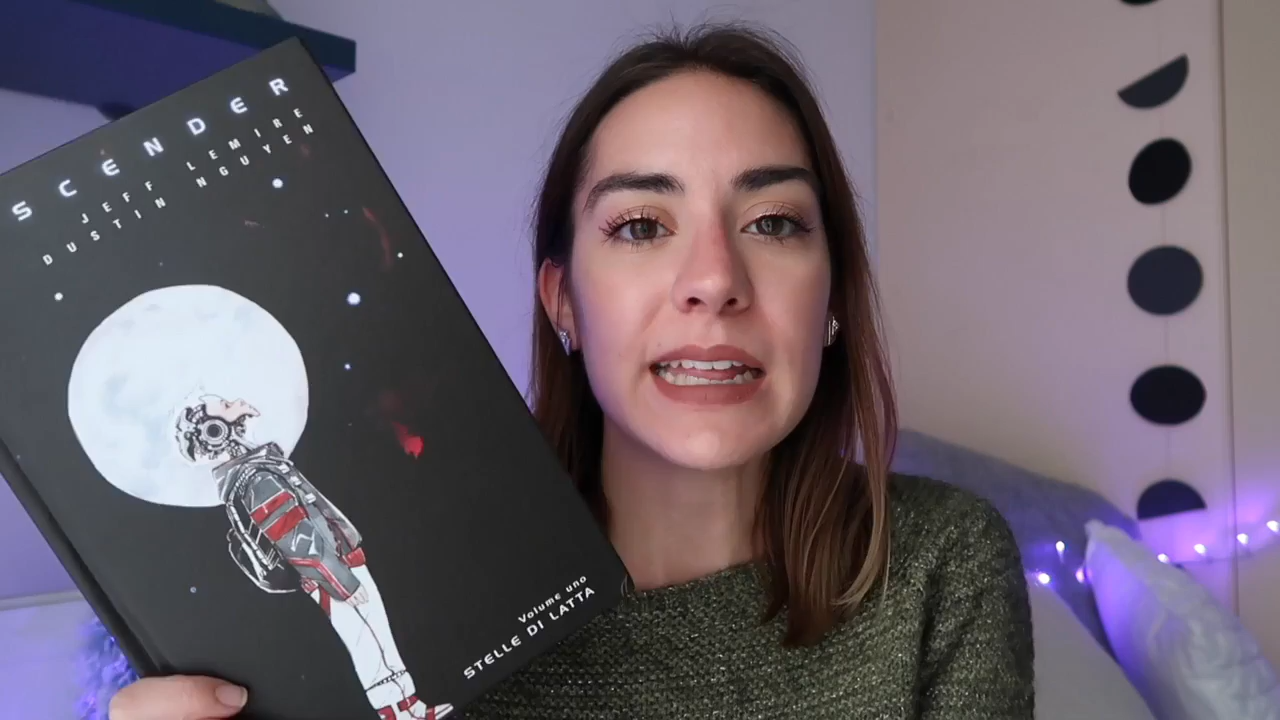 SCENDER
JEFF LEMIRE
DUSTIN NGUYEN
Volume uno
STELLE DI LATTA